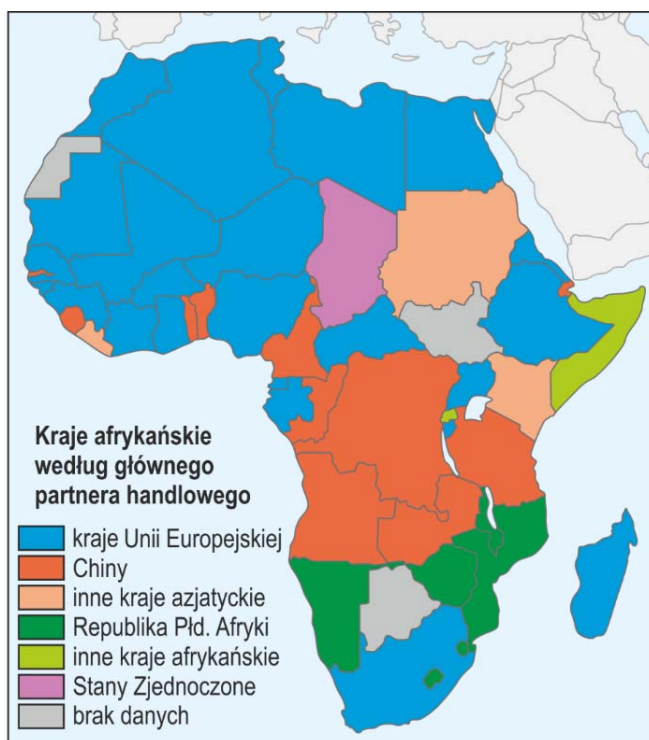 Kraje afrykańskie
według głównego
partnera handlowego
kraje Unii Europejskiej
Chiny
inne kraje azjatyckie
Republika Płd. Afryki
inne kraje afrykańskie
Stany Zjednoczone
brak danych